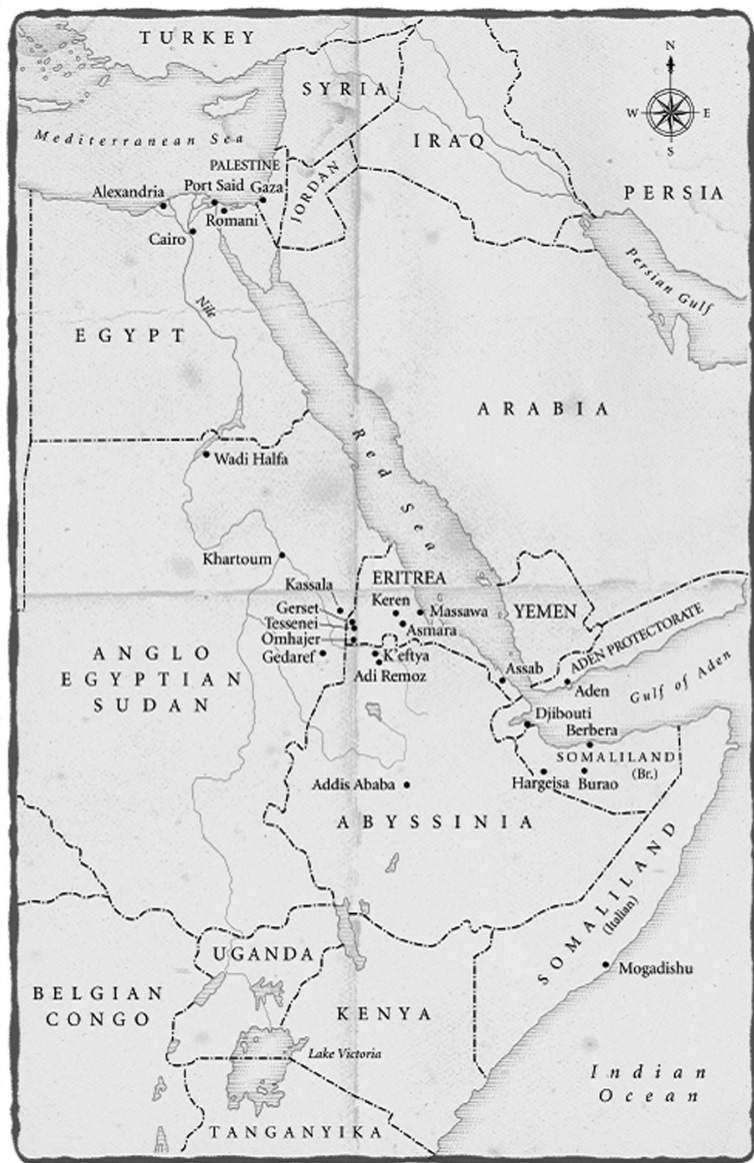 TURKEY
SYRIA
IRAQ
N
W E
S
Mediterranean Sea
PALESTINE
JORDAN
PERSIA
Alexandria
Port Said
Gaza
Romani
Cairo
Persian Gulf
Nile
EGYPT
ARABIA
Red Sea
Wadi Halfa
Khartoum
ERITREA
Kassala
Keren
Massawa
YEMEN
Gerset
Tessenei
Asmara
Omhajer
Gedaref
K'eftya
Adi Remoz
Assab
ADEN PROTECTORATE
Aden
Gulf of Aden
ANGLO
EGYPTIAN
SUDAN
Djibouti
Berbera
SOMALILAND
(Br.)
Hargeisa
Burao
Addis Ababa
ABYSSINIA
SOMALILAND
(Italian)
UGANDA
Mogadishu
BELGIAN
CONGO
KENYA
Lake Victoria
Indian
Ocean
TANGANYIKA